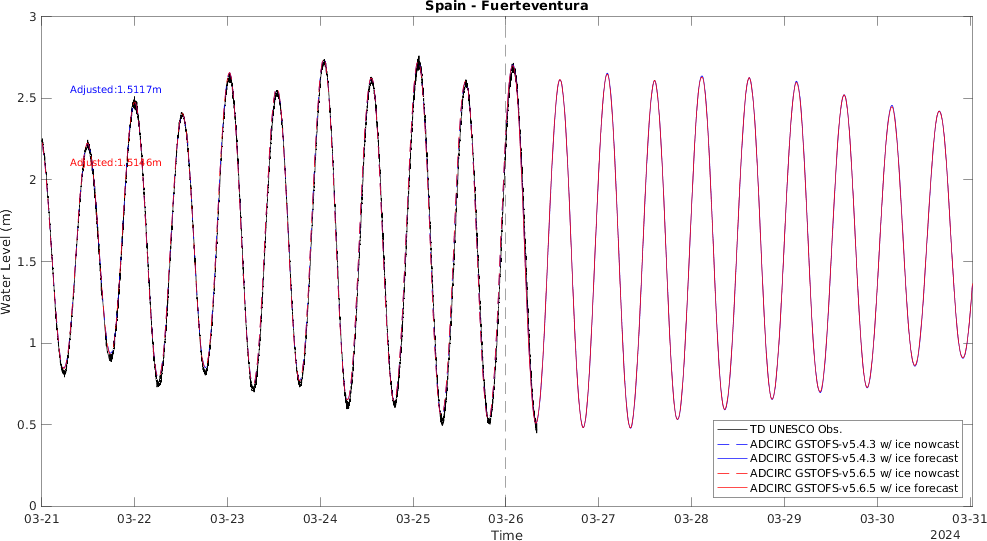 Spain - Fuerteventura
3
2.5
2
1.5
1
0.5
0
Water Level (m)
Adjusted:1.5117m
Adjusted:1.5146m
TD UNESCO Obs.
ADCIRC GSTOFS-v5.4.3 w/ ice nowcast
ADCIRC GSTOFS-v5.4.3 w/ ice forecast
ADCIRC GSTOFS-v5.6.5 w/ ice nowcast
ADCIRC GSTOFS-v5.6.5 w/ ice forecast
03-21 03-22 03-23 03-24 03-25 03-26 03-27 03-28 03-29 03-30 03-31
Time
2024